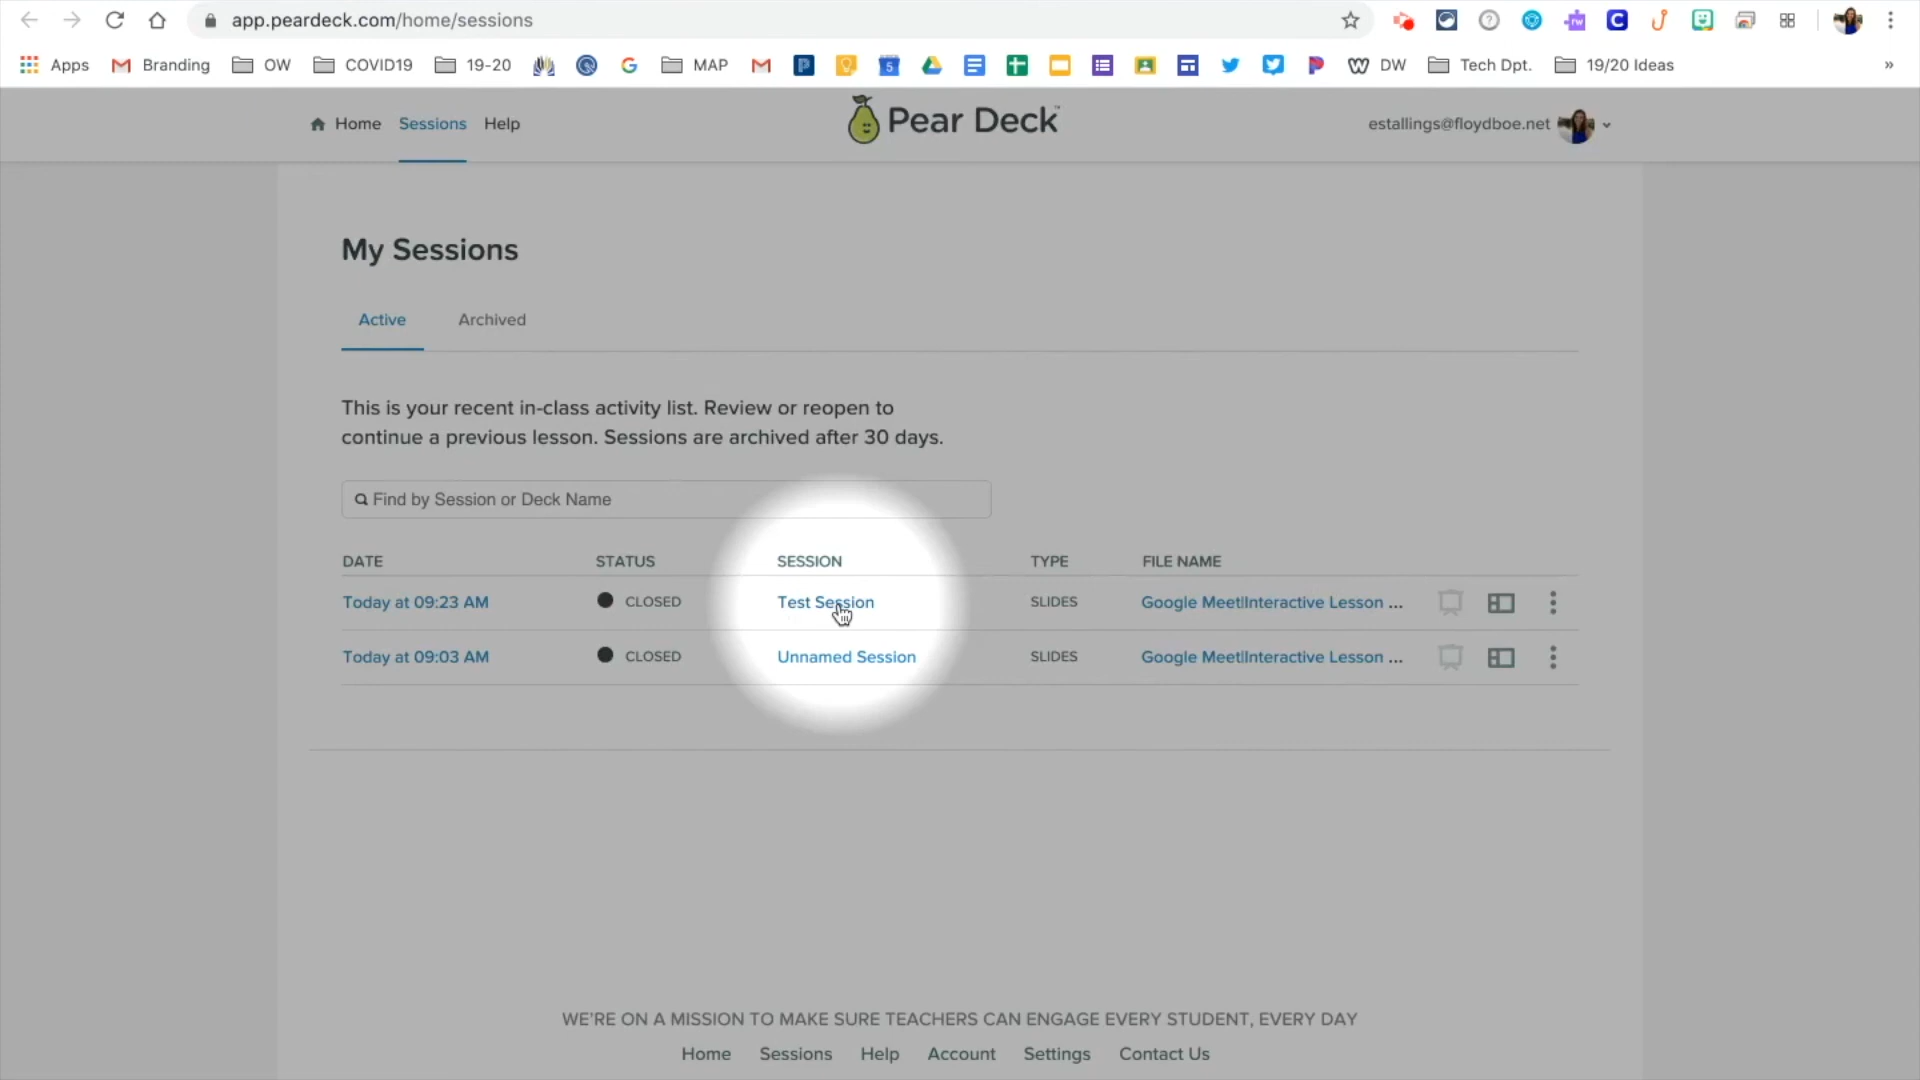 app.peardeck.com/home/sessions
Apps Branding OW COVID19 19-20 MAP DW Tech Dpt. 19/20 Ideas »
Home Sessions Help Pear Deck™ estallings@floydboe.net
My Sessions
Active Archived
This is your recent in-class activity list. Review or reopen to
continue a previous lesson. Sessions are archived after 30 days.
Find by Session or Deck Name
DATE STATUS SESSION TYPE FILE NAME
Today at 09:23 AM CLOSED Test Session SLIDES Google Meet|Interactive Lesson ...
Today at 09:03 AM CLOSED Unnamed Session SLIDES Google Meet|Interactive Lesson ...
WE'RE ON A MISSION TO MAKE SURE TEACHERS CAN ENGAGE EVERY STUDENT, EVERY DAY
Home Sessions Help Account Settings Contact Us